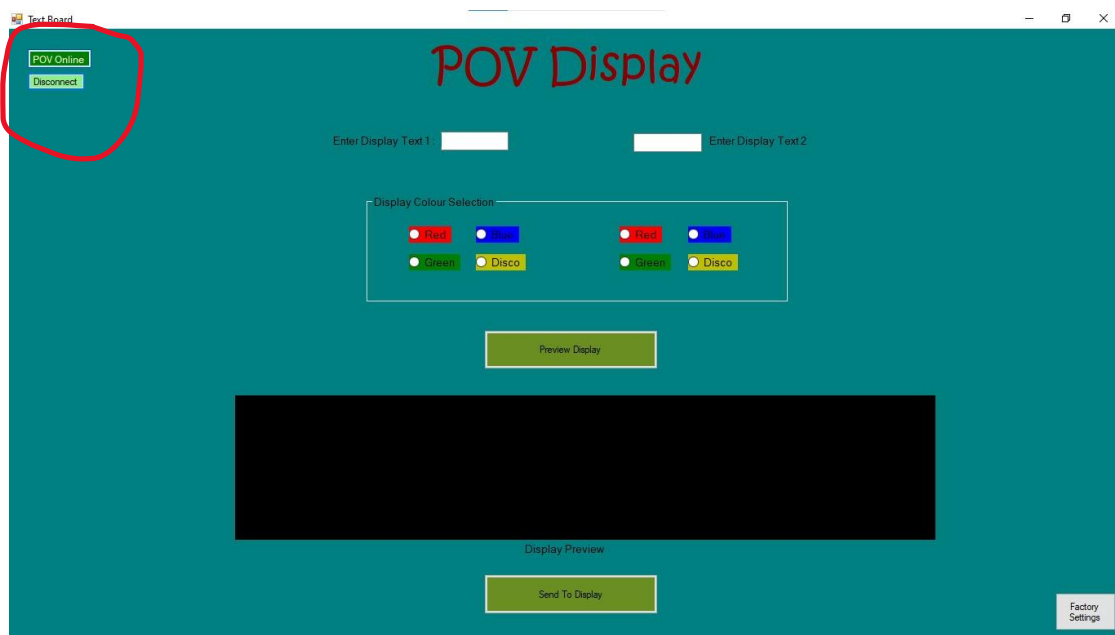 Text Board
POV Online
Disconnect
POV Display
Enter Display Text 1 :
Enter Display Text 2
Display Colour Selection
Red Blue Red Blue
Green Disco Green Disco
Preview Display
Display Preview
Send To Display
Factory
Settings